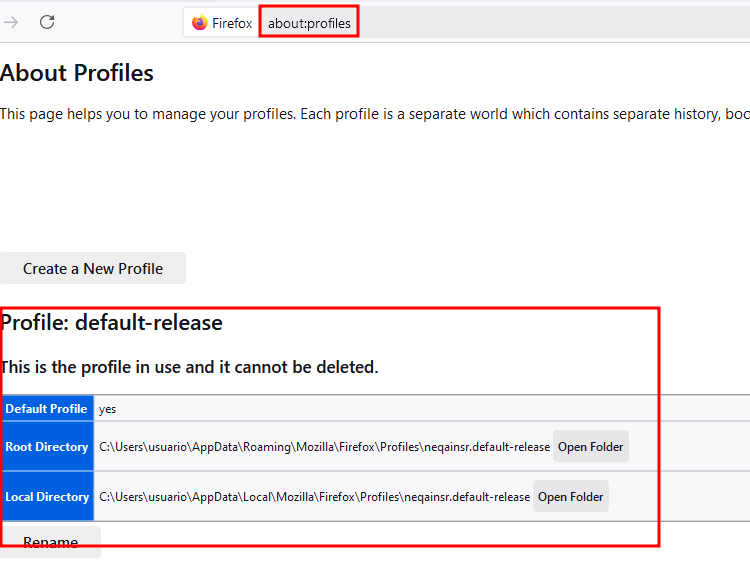 Firefox about:profiles
About Profiles
This page helps you to manage your profiles. Each profile is a separate world which contains separate history, boo
Create a New Profile
Profile: default-release
This is the profile in use and it cannot be deleted.
Default Profile yes
Root Directory C:\Users\usuario\AppData\Roaming\Mozilla\Firefox\Profiles\neqainsr.default-release Open Folder
Local Directory C:\Users\usuario\AppData\Local\Mozilla\Firefox\Profiles\neqainsr.default-release Open Folder
Rename